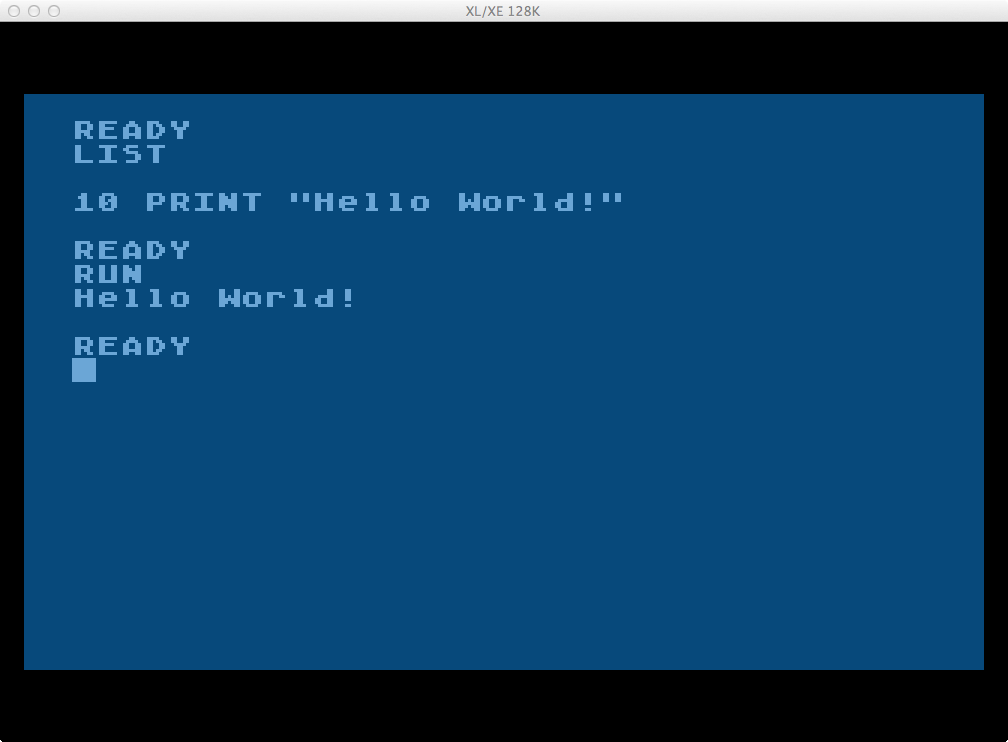 XL/XE 128K
READY
LIST
10 PRINT "Hello World!"
READY
RUN
Hello World!
READY